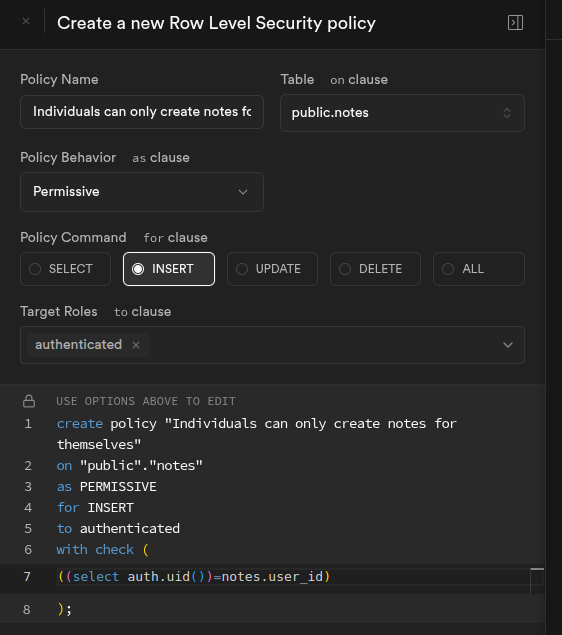 Create a new Row Level Security policy
Policy Name
Table on clause
Individuals can only create notes fo
public.notes
Policy Behavior as clause
Permissive
Policy Command for clause
SELECT INSERT UPDATE DELETE ALL
Target Roles to clause
authenticated ×
USE OPTIONS ABOVE TO EDIT
1 create policy "Individuals can only create notes for
themselves"
2 on "public"."notes"
3 as PERMISSIVE
4 for INSERT
5 to authenticated
6 with check (
7 ((select auth.uid())=notes.user_id)
8 );